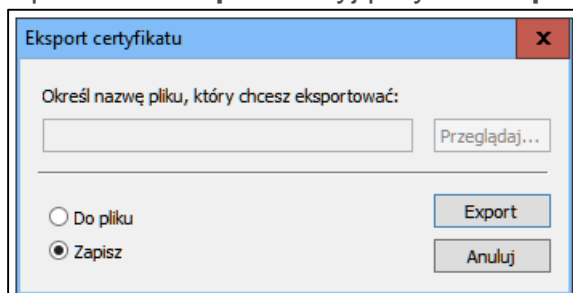 Eksport certyfikatu
x
Określ nazwę pliku, który chcesz eksportować:
Przeglądaj...
Do pliku
Export
Zapisz
Anuluj